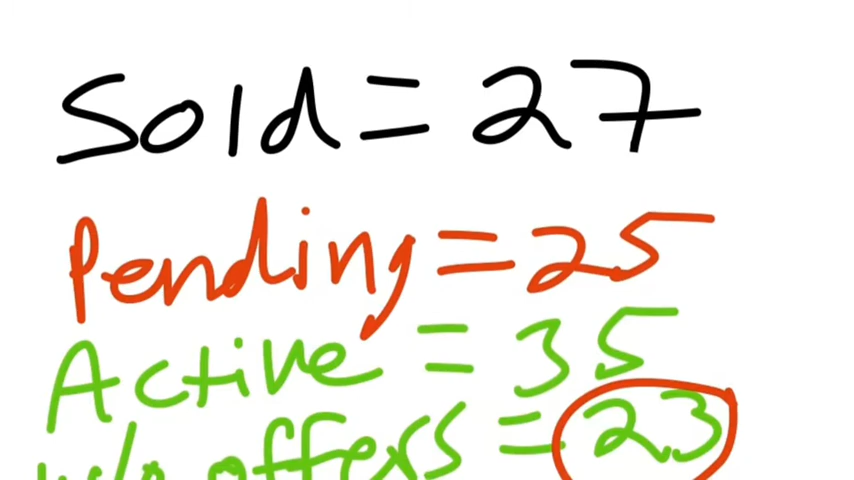 Sold = 27
Pending = 25
Active = 35
w/o offers = 23